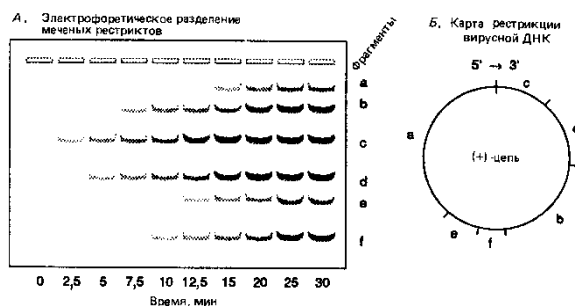 А. Электрофоретическое разделение
меченых рестриктов
Фрагменты
a
b
c
d
e
f
0 2,5 5 7,5 10 12,5 15 20 25 30
Время, мин
Б. Карта рестрикции
вирусной ДНК
5' → 3'
c
a
(+)-цепь
b
e
f